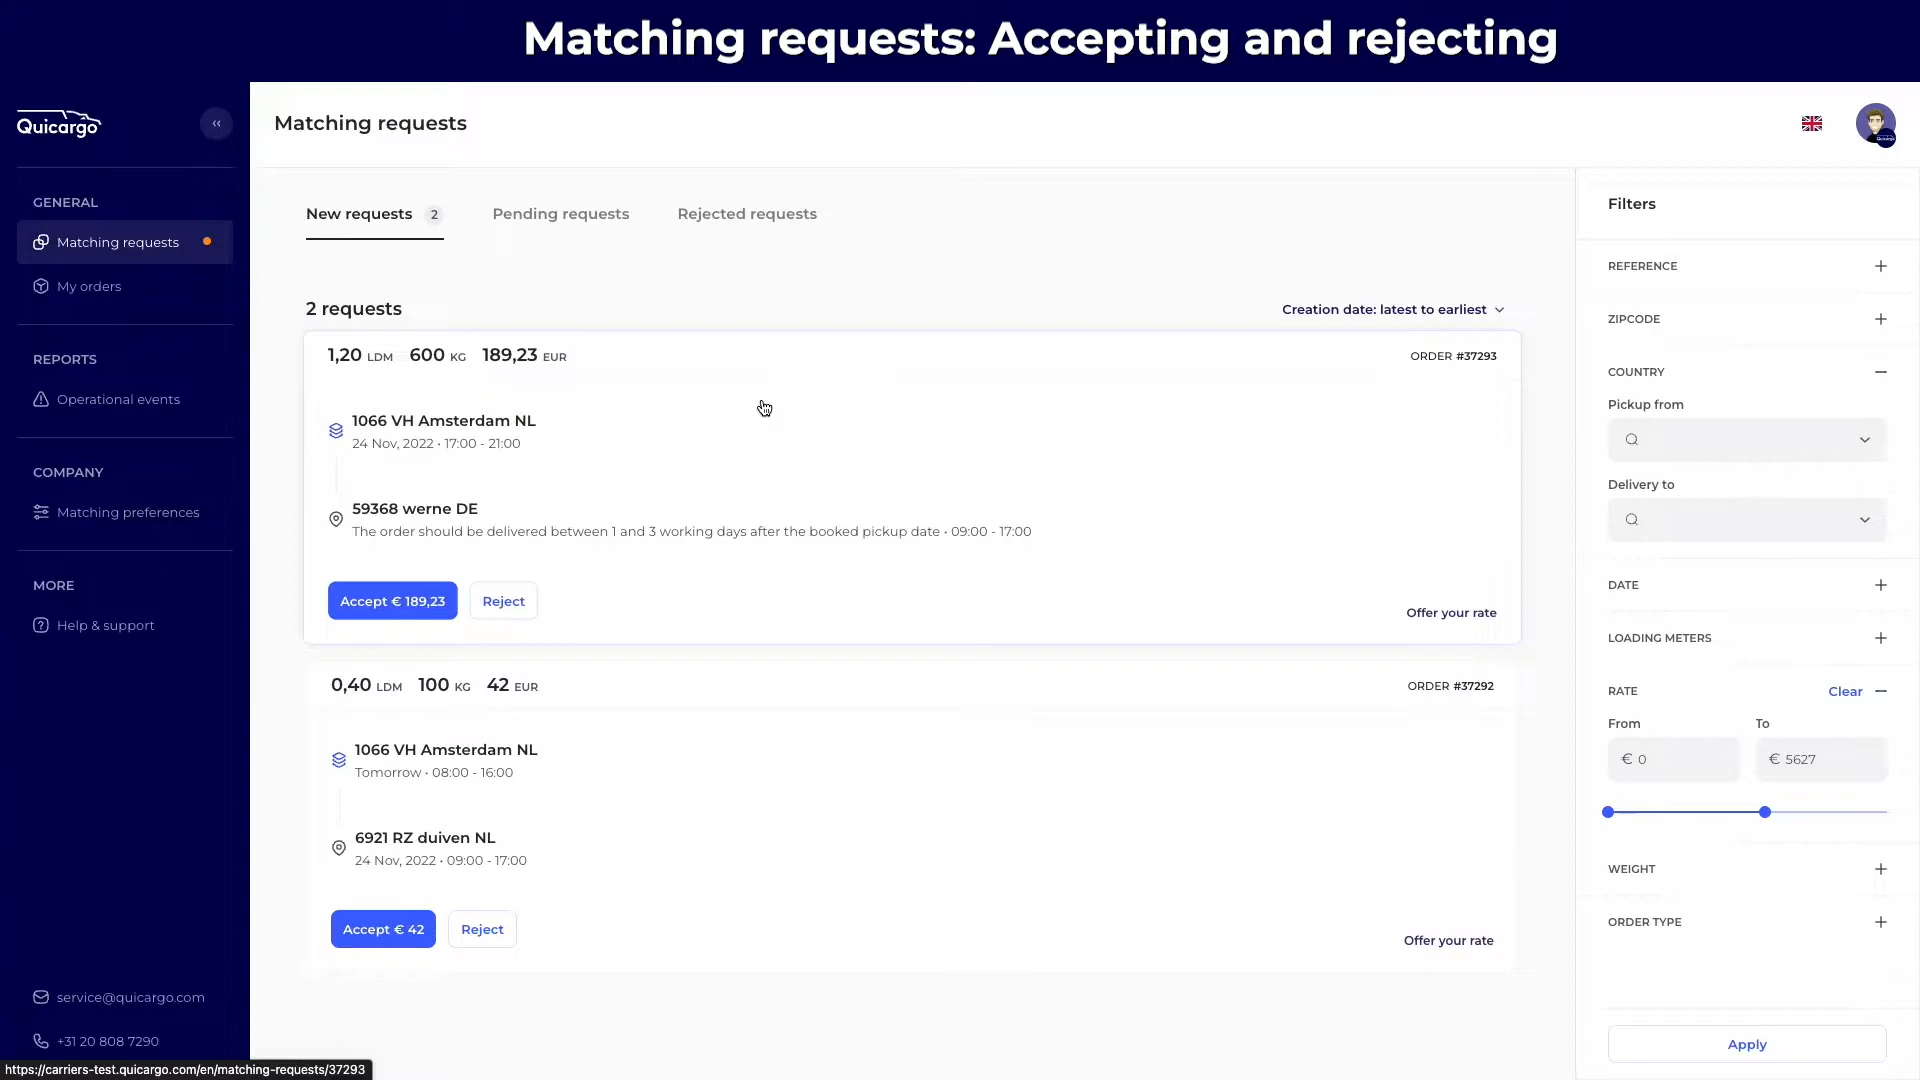 Matching requests: Accepting and rejecting
Quicargo
Matching requests
GENERAL
Matching requests
My orders
REPORTS
Operational events
COMPANY
Matching preferences
MORE
Help & support
service@quicargo.com
+31 20 808 7290
https://carriers-test.quicargo.com/en/matching-requests/37293
New requests 2 Pending requests Rejected requests
2 requests Creation date: latest to earliest
1,20 LDM 600 KG 189,23 EUR ORDER #37293
1066 VH Amsterdam NL
24 Nov, 2022 • 17:00 - 21:00
59368 werne DE
The order should be delivered between 1 and 3 working days after the booked pickup date • 09:00 - 17:00
Accept € 189,23 Reject Offer your rate
0,40 LDM 100 KG 42 EUR ORDER #37292
1066 VH Amsterdam NL
Tomorrow • 08:00 - 16:00
6921 RZ duiven NL
24 Nov, 2022 • 09:00 - 17:00
Accept € 42 Reject Offer your rate
Filters
REFERENCE
ZIPCODE
COUNTRY
Pickup from
Delivery to
DATE
LOADING METERS
RATE Clear
From To
€ 0 € 5627
WEIGHT
ORDER TYPE
Apply